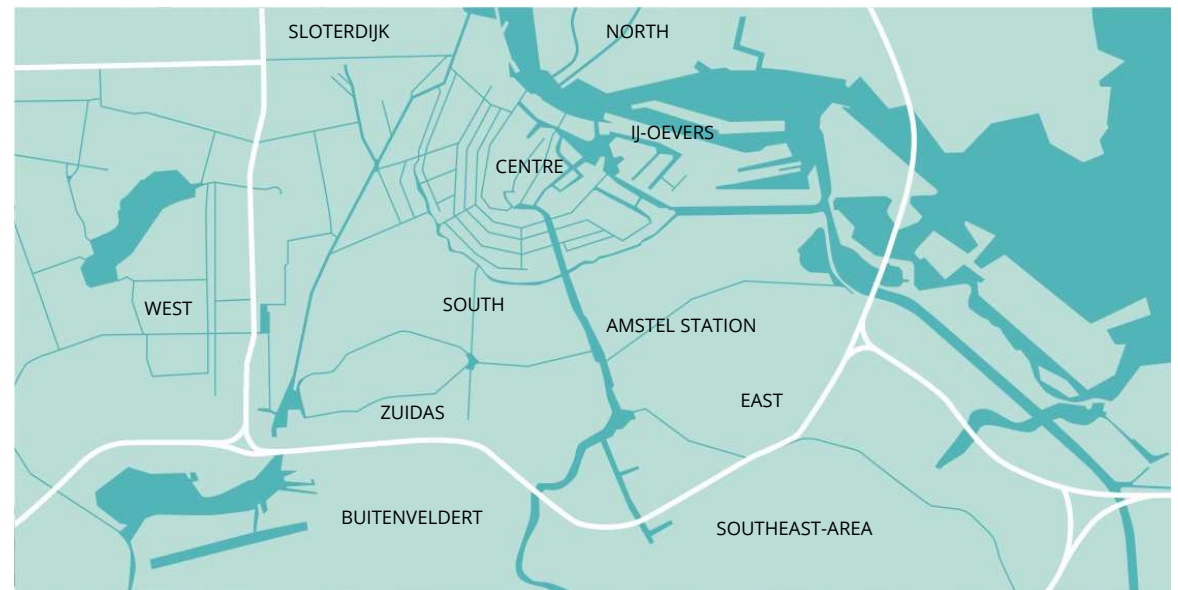 SLOTERDIJK
NORTH
IJ-OEVERS
CENTRE
WEST
SOUTH
AMSTEL STATION
EAST
ZUIDAS
BUITENVELDERT
SOUTHEAST-AREA